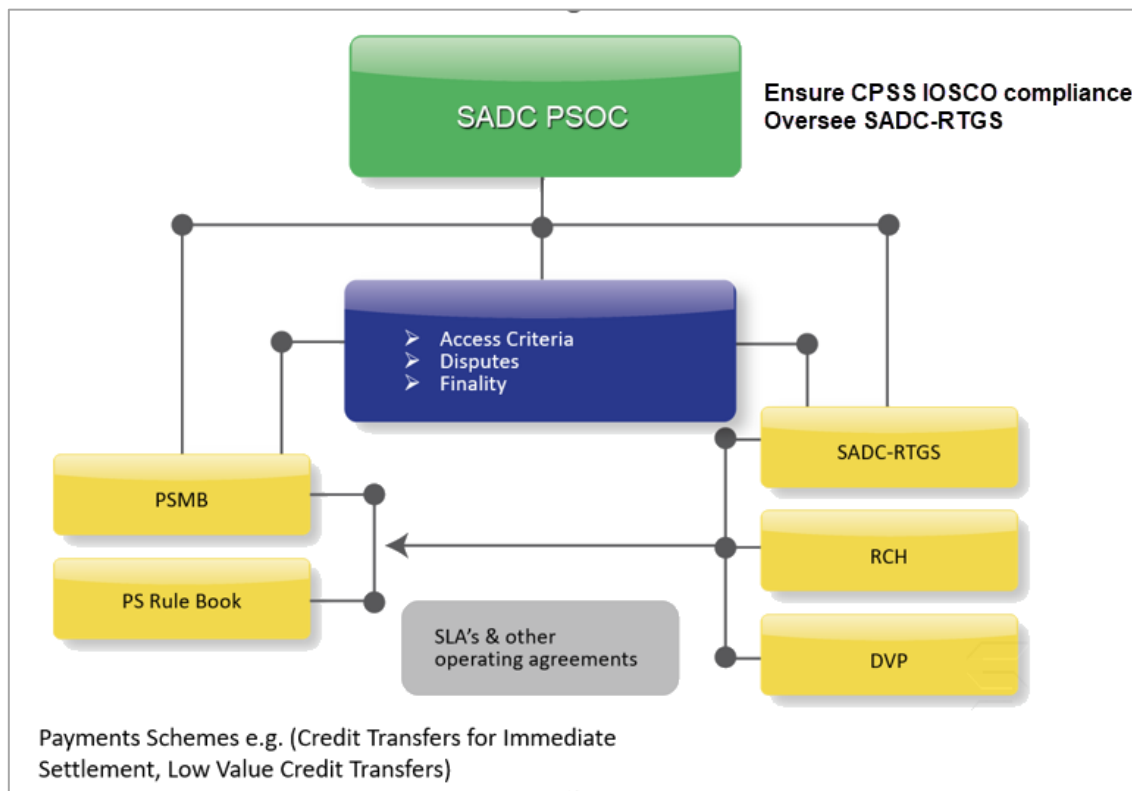 SADC PSOC
Ensure CPSS IOSCO compliance
Oversee SADC-RTGS
Access Criteria
Disputes
Finality
PSMB
PS Rule Book
SADC-RTGS
RCH
DVP
SLA's & other
operating agreements
Payments Schemes e.g. (Credit Transfers for Immediate
Settlement, Low Value Credit Transfers)